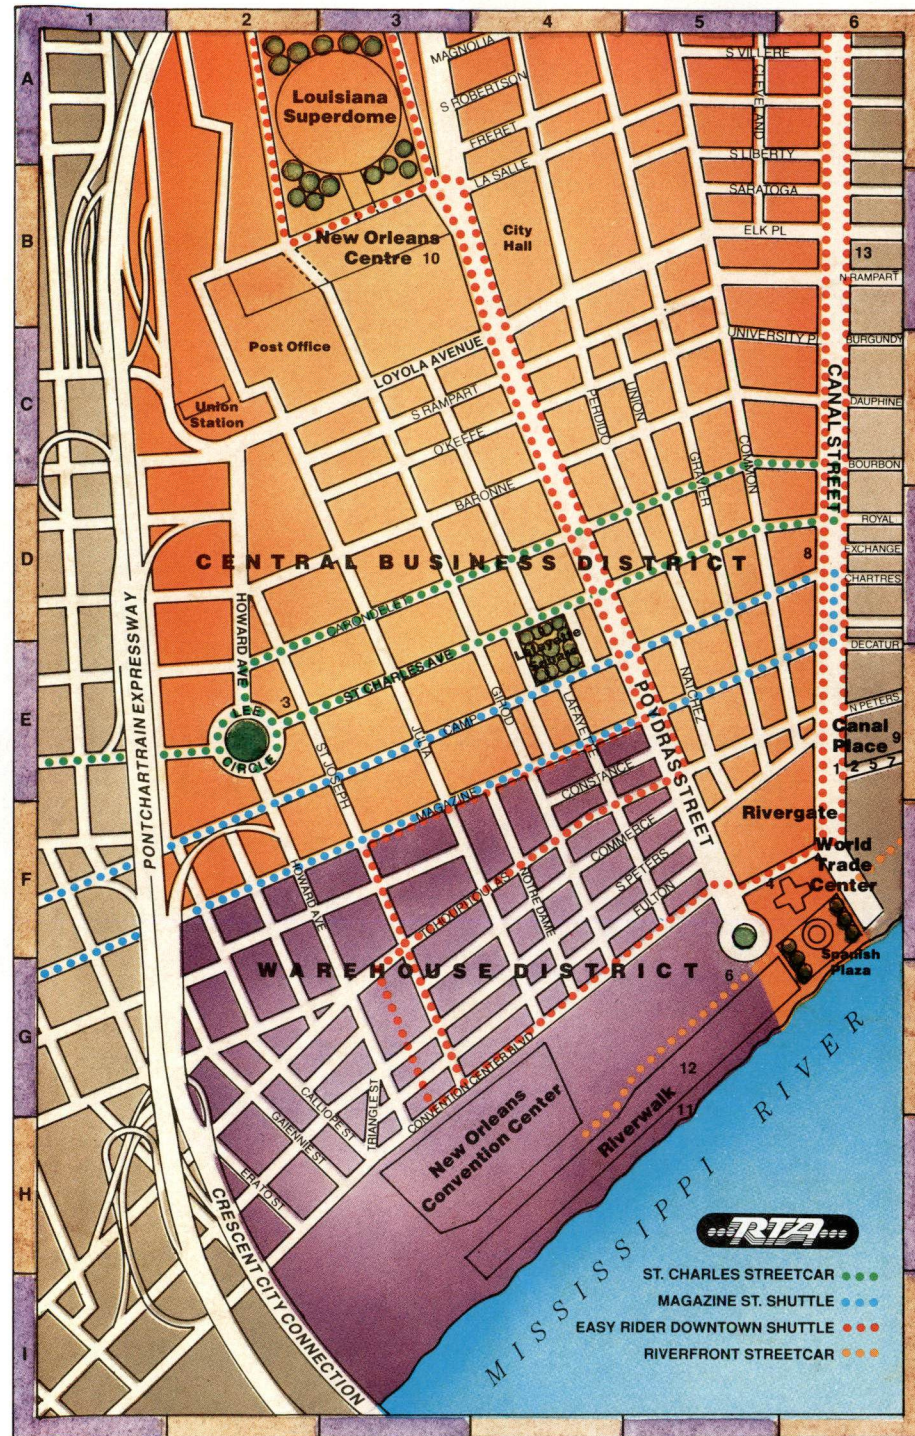 1 2 3 4 5 6
A
B
C
D
E
F
G
H
I
MAGNOLIA
S ROBERTSON
FRERET
LA SALLE
S VILLERE
CLEVELAND
S LIBERTY
SARATOGA
ELK PL
Louisiana
Superdome
New Orleans
Centre 10
City
Hall
13
N RAMPART
Post Office
LOYOLA AVENUE
UNIVERSITY PL
BURGUNDY
Union
Station
S RAMPART
O'KEEFE
PERDIDO
UNION
CANAL STREET
DAUPHINE
BARONNE
GRAVIER
COMMON
BOURBON
ROYAL
CENTRAL BUSINESS DISTRICT
8
EXCHANGE
CHARTRES
PONTCHARTRAIN EXPRESSWAY
HOWARD AVE
CARONDELET
ST CHARLES AVE
Lafayette
Square
DECATUR
3
LEE
CIRCLE
CAMP
GIROD
LAFAYETTE
POYDRAS STREET
NATCHEZ
N PETERS
Canal
Place
9
1 2 5 7
ST JOSEPH
JULIA
MAGAZINE
CONSTANCE
Rivergate
HOWARD AVE
TCHOUPITOULAS
NOTRE DAME
COMMERCE
S PETERS
FULTON
4
World
Trade
Center
WAREHOUSE DISTRICT
6
Spanish
Plaza
CONVENTION CENTER BLVD
12
11
CALLIOPE ST
GAIENNIE ST
ERATO ST
TRIANGLE ST
New Orleans
Convention Center
Riverwalk
MISSISSIPPI RIVER
CRESCENT CITY CONNECTION
RTA
ST. CHARLES STREETCAR
MAGAZINE ST. SHUTTLE
EASY RIDER DOWNTOWN SHUTTLE
RIVERFRONT STREETCAR